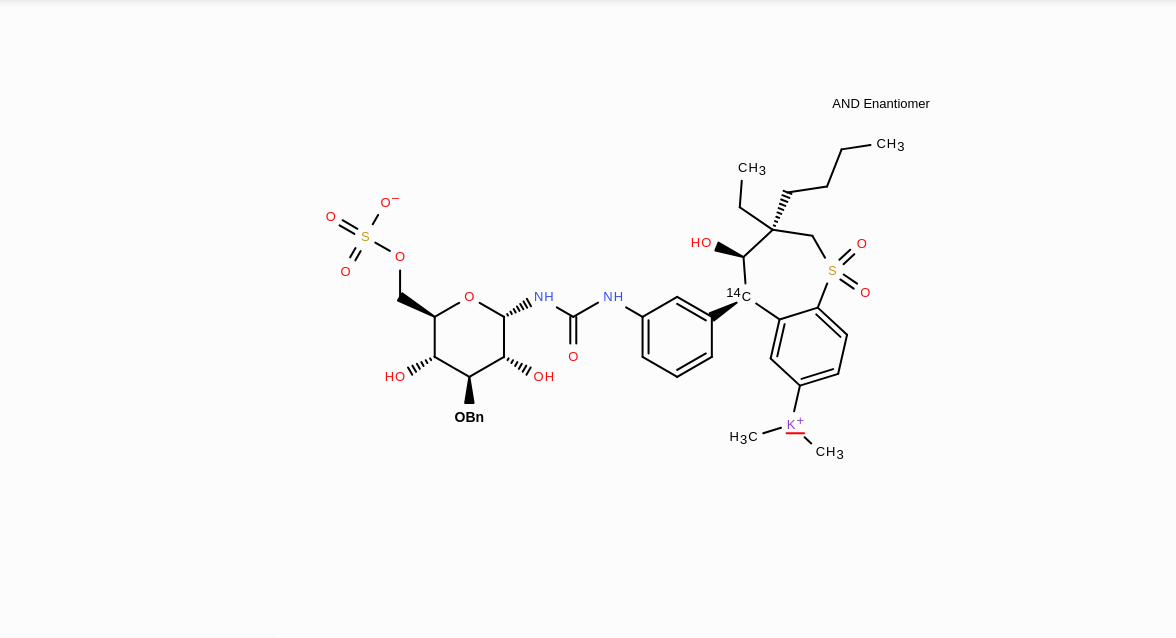 AND Enantiomer
CH3
CH3
O−
O
S
HO
O
O
S
O
O
O
14C
O
NH
NH
O
HO
OH
OBn
K+
H3C
CH3